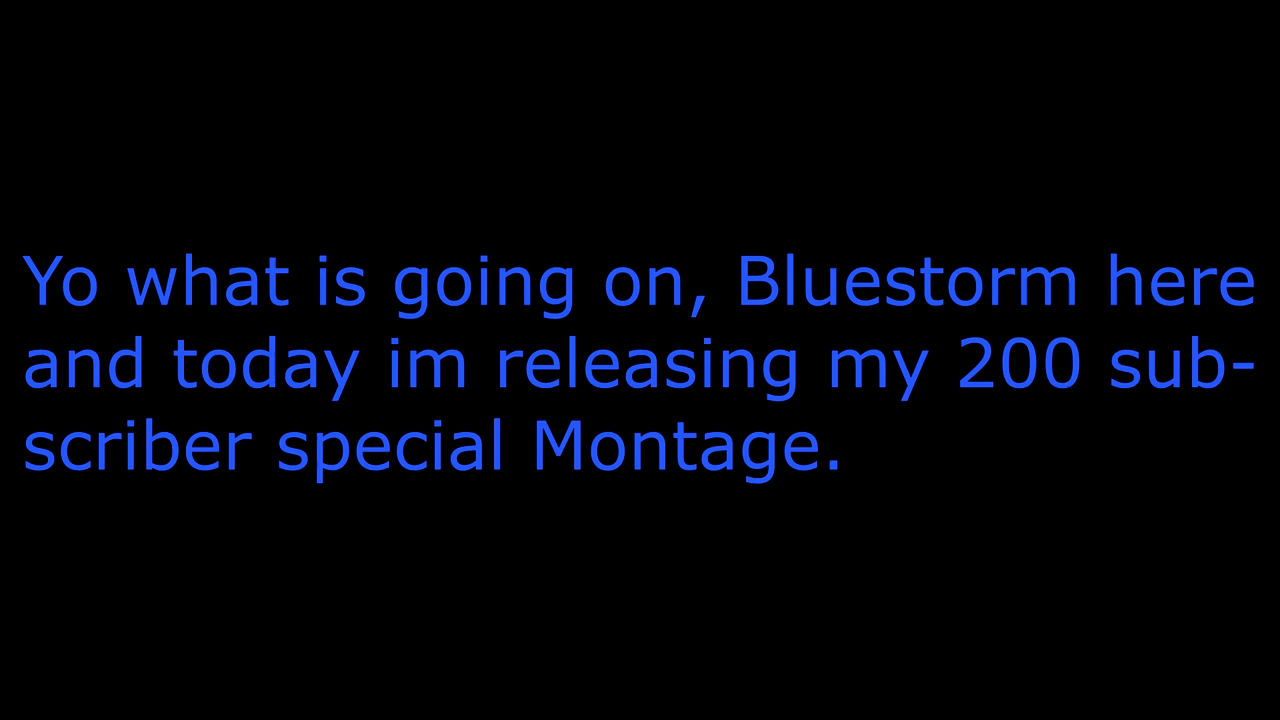 Yo what is going on, Bluestorm here
and today im releasing my 200 sub-
scriber special Montage.